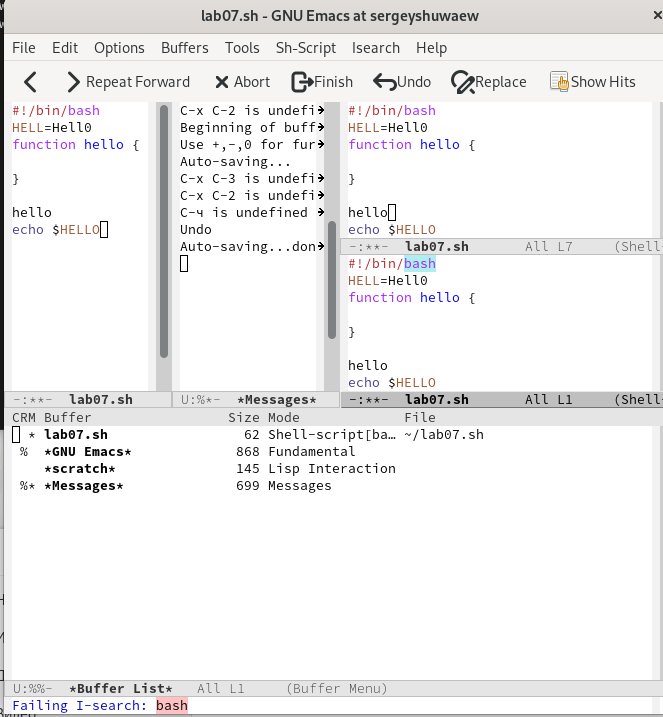 lab07.sh - GNU Emacs at sergeyshuwaew
File Edit Options Buffers Tools Sh-Script Isearch Help
Repeat Forward Abort Finish Undo Replace Show Hits
#!/bin/bash
HELL=Hell0
function hello {
}
hello
echo $HELLO
-:**- lab07.sh
C-x C-2 is undefi
Beginning of buff
Use +,-,0 for fur
Auto-saving...
C-x C-3 is undefi
C-x C-2 is undefi
C-ч is undefined
Undo
Auto-saving...don
U:%*- *Messages*
#!/bin/bash
HELL=Hell0
function hello {
}
hello
echo $HELLO
-:**- lab07.sh All L7 (Shell-
#!/bin/bash
HELL=Hell0
function hello {
}
hello
echo $HELLO
-:**- lab07.sh All L1 (Shell-
CRM Buffer Size Mode File
* lab07.sh 62 Shell-script[ba… ~/lab07.sh
% *GNU Emacs* 868 Fundamental
*scratch* 145 Lisp Interaction
%* *Messages* 699 Messages
U:%%- *Buffer List* All L1 (Buffer Menu)
Failing I-search: bash